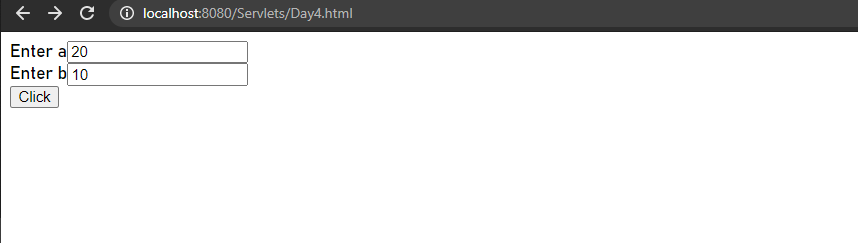 localhost:8080/Servlets/Day4.html
Enter a 20
Enter b 10
Click